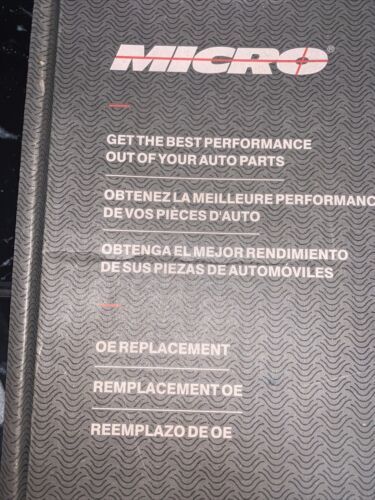 MICRO®
GET THE BEST PERFORMANCE
OUT OF YOUR AUTO PARTS
OBTENEZ LA MEILLEURE PERFORMANC
DE VOS PIÈCES D'AUTO
OBTENGA EL MEJOR RENDIMIENTO
DE SUS PIEZAS DE AUTOMÓVILES
OE REPLACEMENT
REMPLACEMENT OE
REEMPLAZO DE OE